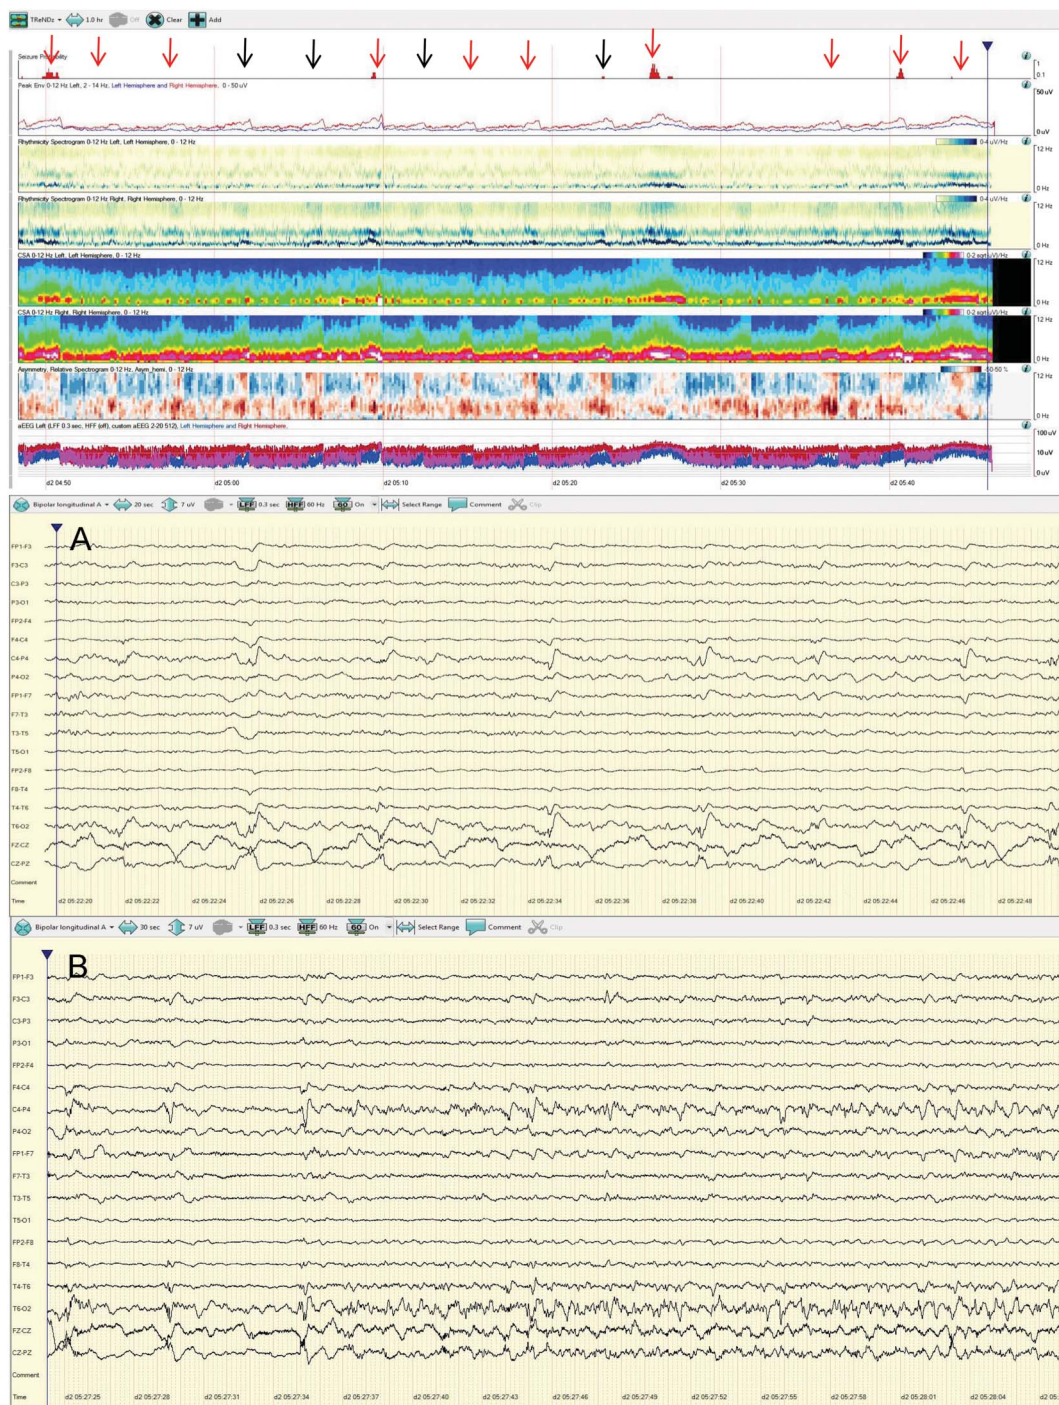 TReNDz 1.0 hr Off Clear Add
Seizure Probability
1
0.1
Peak Env 0-12 Hz Left, 2 - 14 Hz, Left Hemisphere and Right Hemisphere, 0 - 50 uV
50 uV
0 uV
Rhythmicity Spectrogram 0-12 Hz Left, Left Hemisphere, 0 - 12 Hz
0-4 uV/Hz
12 Hz
0 Hz
Rhythmicity Spectrogram 0-12 Hz Right, Right Hemisphere, 0 - 12 Hz
0-4 uV/Hz
12 Hz
0 Hz
CSA 0-12 Hz Left, Left Hemisphere, 0 - 12 Hz
12 Hz
0 Hz
CSA 0-12 Hz Right, Right Hemisphere, 0 - 12 Hz
12 Hz
0 Hz
Asymmetry, Relative Spectrogram 0-12 Hz, Asym_hemi, 0 - 12 Hz
12 Hz
0 Hz
aEEG Left (LFF 0.3 sec, HFF (off), custom aEEG 2-20 512), Left Hemisphere and Right Hemisphere,
100 uV
10 uV
0 uV
d2 04:50 d2 05:00 d2 05:10 d2 05:20 d2 05:30 d2 05:40
Bipolar longitudinal A 20 sec 7 uV LFF 0.3 sec HFF 60 Hz 60 On Select Range Comment Clip
A
FP1-F3
F3-C3
C3-P3
P3-O1
FP2-F4
F4-C4
C4-P4
P4-O2
FP1-F7
F7-T3
T3-T5
T5-O1
FP2-F8
F8-T4
T4-T6
T6-O2
FZ-CZ
CZ-PZ
Comment
Time d2 05:22:20 d2 05:22:22 d2 05:22:24 d2 05:22:26 d2 05:22:28 d2 05:22:30 d2 05:22:32 d2 05:22:34 d2 05:22:36 d2 05:22:38 d2 05:22:40 d2 05:22:42 d2 05:22:44 d2 05:22:46 d2 05:22:48
Bipolar longitudinal A 30 sec 7 uV LFF 0.3 sec HFF 60 Hz 60 On Select Range Comment Clip
B
FP1-F3
F3-C3
C3-P3
P3-O1
FP2-F4
F4-C4
C4-P4
P4-O2
FP1-F7
F7-T3
T3-T5
T5-O1
FP2-F8
F8-T4
T4-T6
T6-O2
FZ-CZ
CZ-PZ
Comment
Time d2 05:27:25 d2 05:27:28 d2 05:27:31 d2 05:27:34 d2 05:27:37 d2 05:27:40 d2 05:27:43 d2 05:27:46 d2 05:27:49 d2 05:27:52 d2 05:27:55 d2 05:27:58 d2 05:28:01 d2 05:28:04 d2 05: